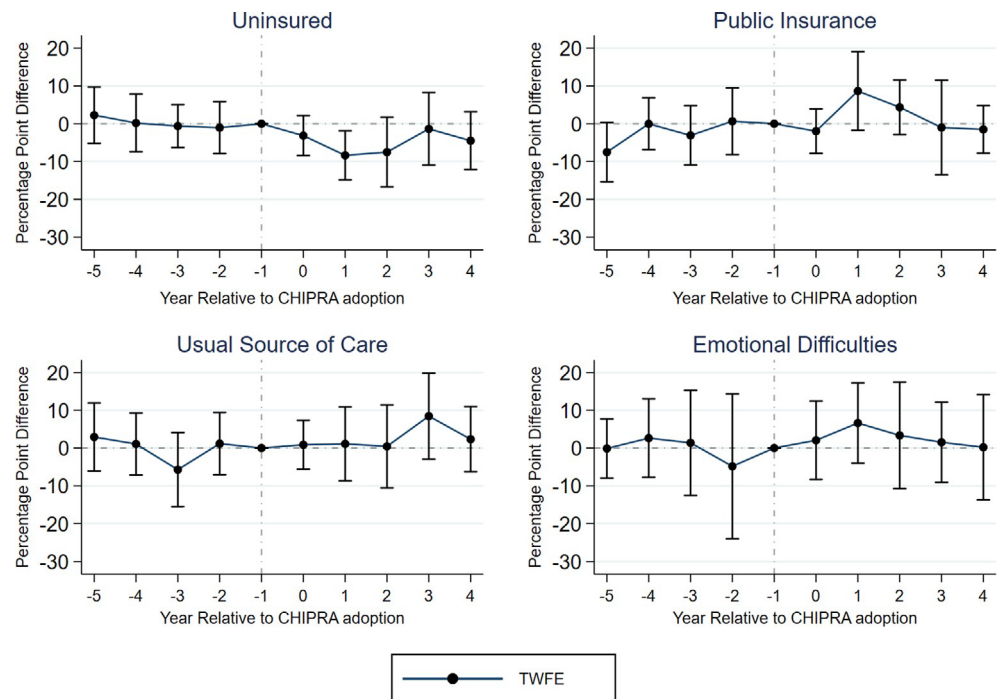 Uninsured
Percentage Point Difference
20
10
0
-10
-20
-30
-5 -4 -3 -2 -1 0 1 2 3 4
Year Relative to CHIPRA adoption
Public Insurance
Percentage Point Difference
20
10
0
-10
-20
-30
-5 -4 -3 -2 -1 0 1 2 3 4
Year Relative to CHIPRA adoption
Usual Source of Care
Percentage Point Difference
20
10
0
-10
-20
-30
-5 -4 -3 -2 -1 0 1 2 3 4
Year Relative to CHIPRA adoption
Emotional Difficulties
Percentage Point Difference
20
10
0
-10
-20
-30
-5 -4 -3 -2 -1 0 1 2 3 4
Year Relative to CHIPRA adoption
TWFE